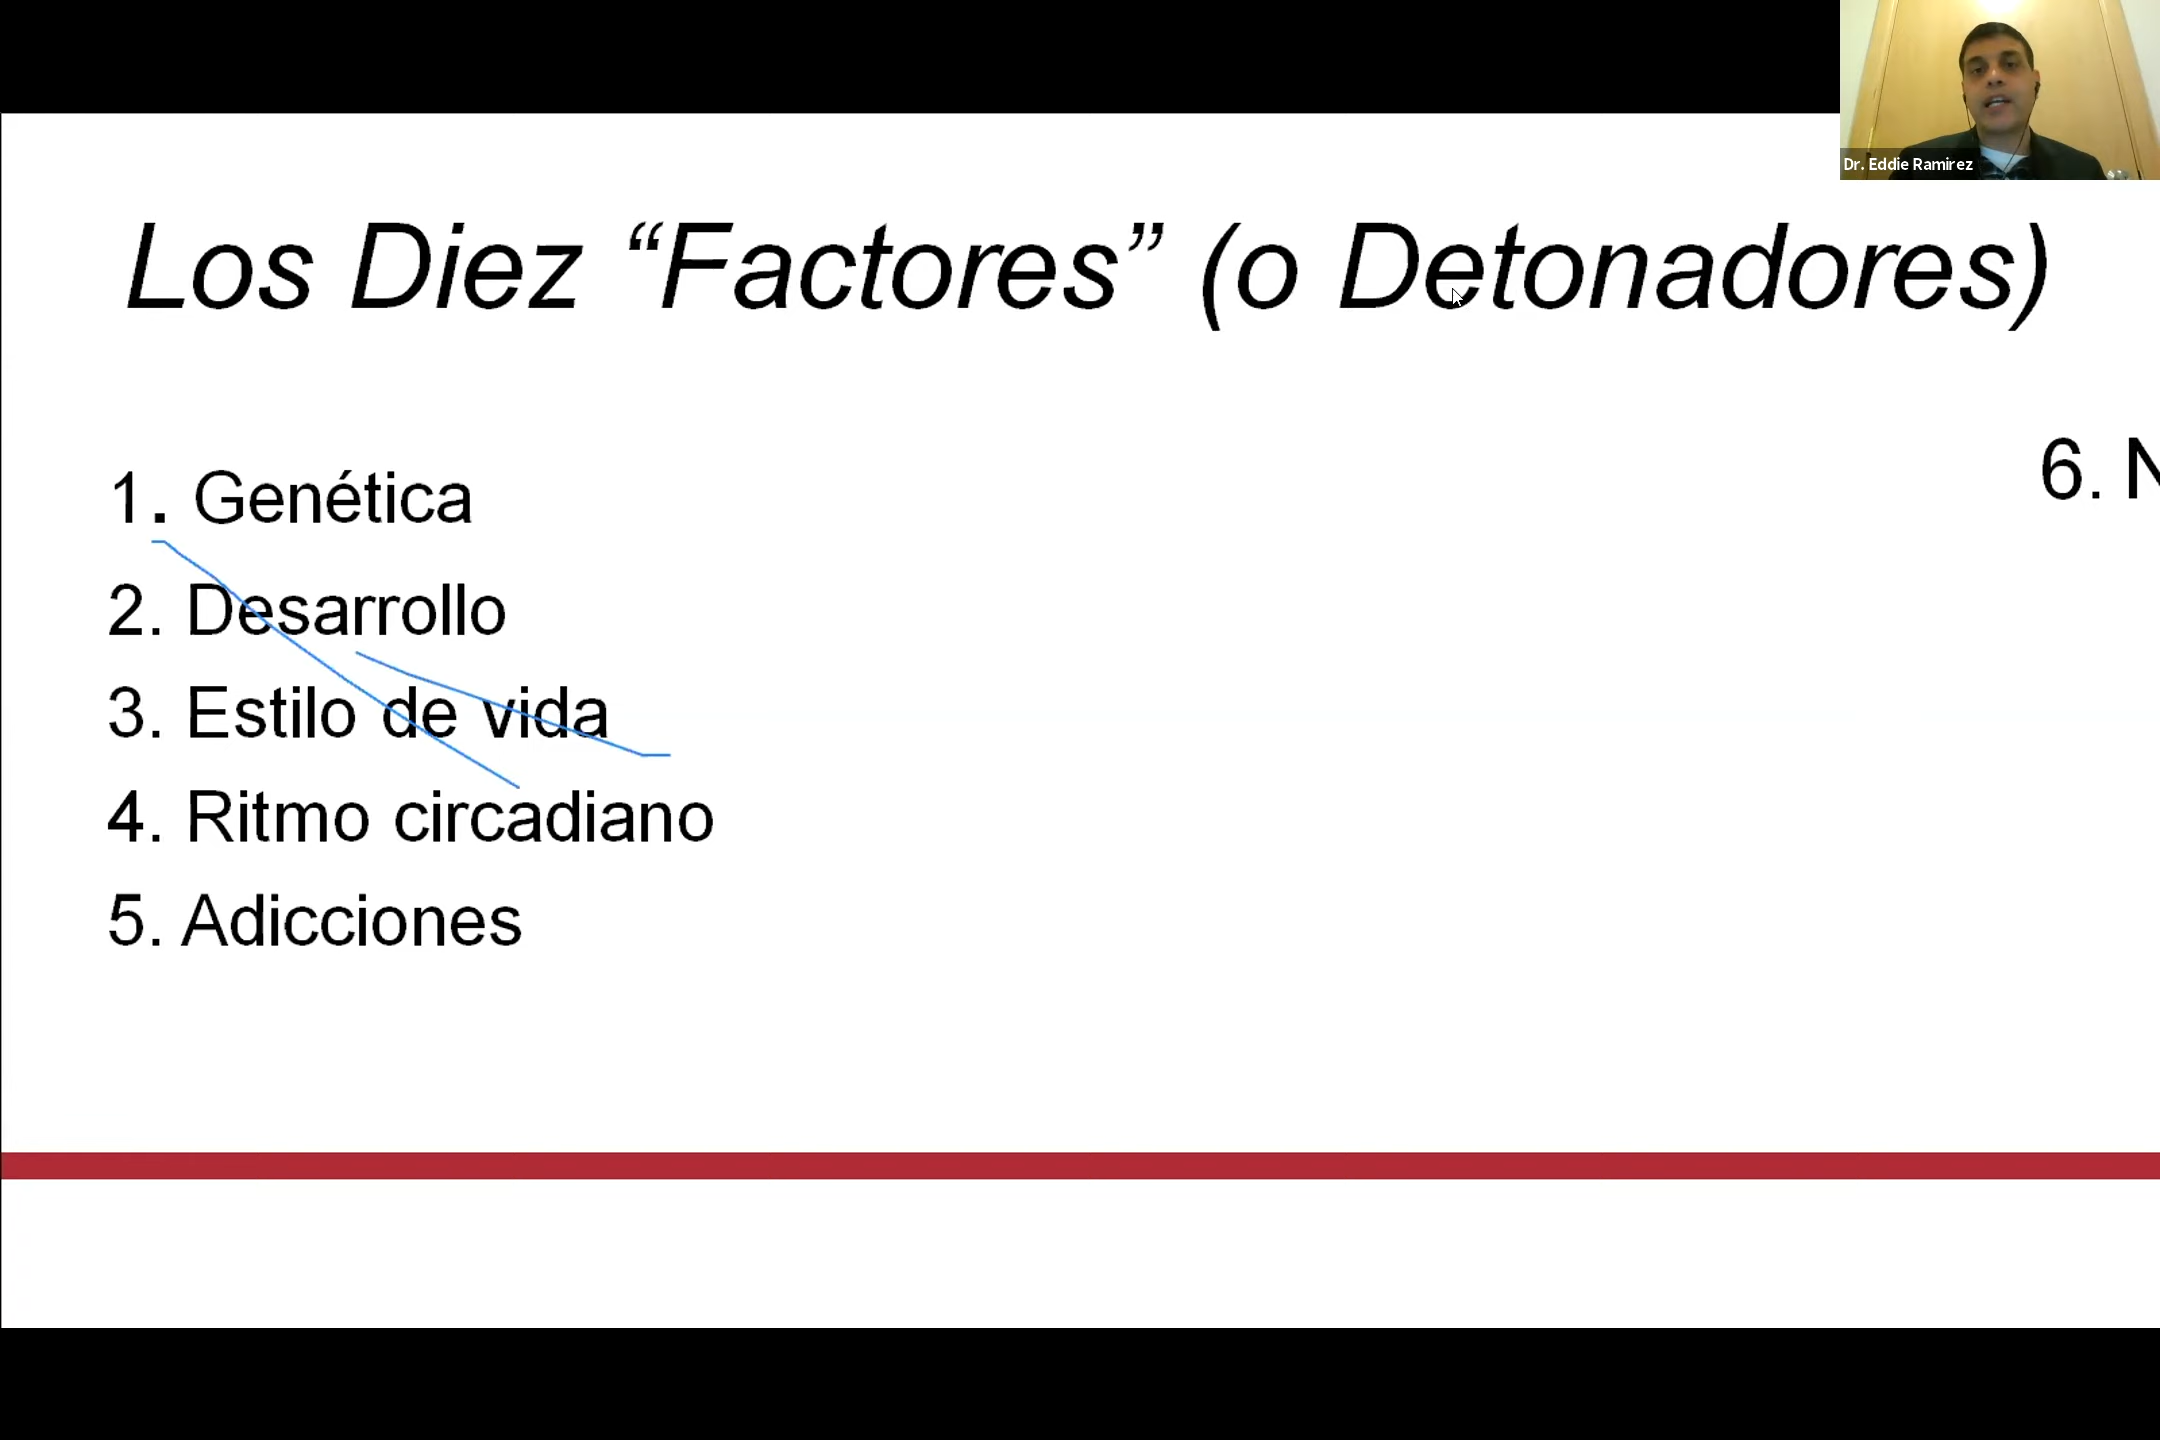 Dr. Eddie Ramirez
Los Diez “Factores” (o Detonadores)
1. Genética
2. Desarrollo
3. Estilo de vida
4. Ritmo circadiano
5. Adicciones
6. N